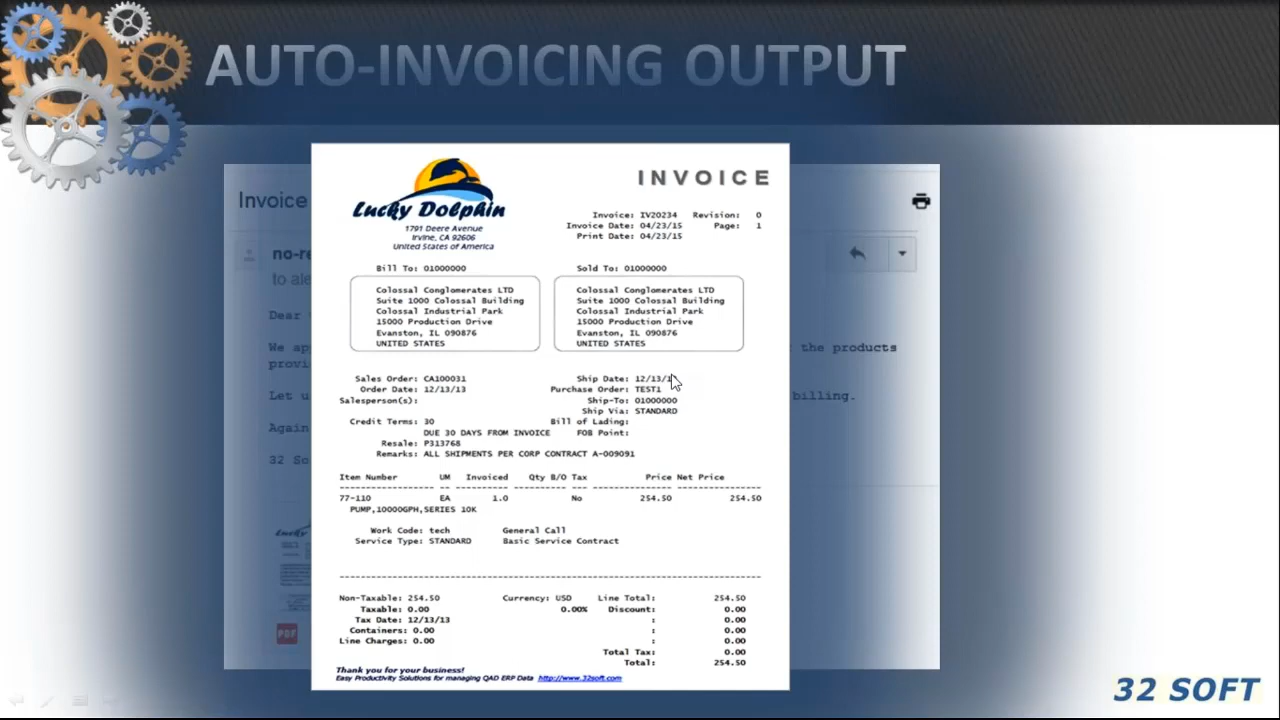 AUTO-INVOICING OUTPUT
Invoice
no-re
to ale
Dear
We ap
the products
provi
Let u
billing.
Again
32 So
PDF
Lucky Dolphin
1791 Deere Avenue
Irvine, CA 92606
United States of America
INVOICE
Invoice: IV20234 Revision: 0
Invoice Date: 04/23/15 Page: 1
Print Date: 04/23/15
Bill To: 01000000 Sold To: 01000000
Colossal Conglomerates LTD Colossal Conglomerates LTD
Suite 1000 Colossal Building Suite 1000 Colossal Building
Colossal Industrial Park Colossal Industrial Park
15000 Production Drive 15000 Production Drive
Evanston, IL 090876 Evanston, IL 090876
UNITED STATES UNITED STATES
Sales Order: CA100031 Ship Date:
Order Date: 12/13/13 Purchase Order: TEST1
Salesperson(s): Ship-To: 01000000
Ship Via: STANDARD
Credit Terms: 30 Bill of Lading:
DUE 30 DAYS FROM INVOICE FOB Point:
Resale: P313768
Remarks: ALL SHIPMENTS PER CORP CONTRACT A-009091
Item Number UM Invoiced Qty B/O Tax Price Net Price
77-110 EA 1.0 No 254.50 254.50
PUMP,10000GPH,SERIES 10K
Work Code: tech General Call
Service Type: STANDARD Basic Service Contract
Non-Taxable: 254.50 Currency: USD Line Total: 254.50
Taxable: 0.00 0.00% Discount: 0.00
Tax Date: 12/13/13 : 0.00
Containers: 0.00 : 0.00
Line Charges: 0.00 : 0.00
Total Tax: 0.00
Total: 254.50
Thank you for your business!
Easy Productivity Solutions for managing QAD ERP Data http://www.32soft.com
32 SOFT